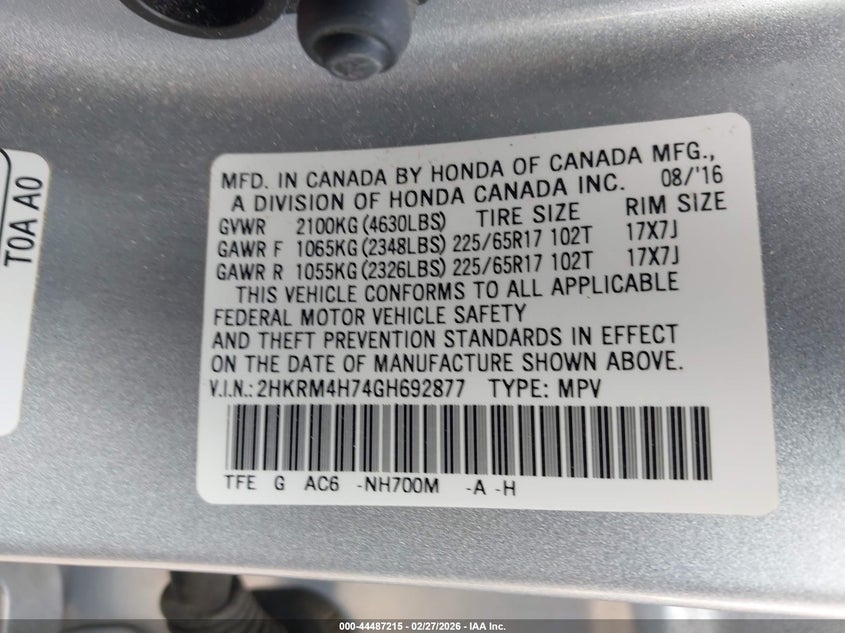 MFD. IN CANADA BY HONDA OF CANADA MFG.,
A DIVISION OF HONDA CANADA INC. 08/'16
GVWR 2100KG (4630LBS) TIRE SIZE RIM SIZE
GAWR F 1065KG (2348LBS) 225/65R17 102T 17X7J
GAWR R 1055KG (2326LBS) 225/65R17 102T 17X7J
THIS VEHICLE CONFORMS TO ALL APPLICABLE
FEDERAL MOTOR VEHICLE SAFETY
AND THEFT PREVENTION STANDARDS IN EFFECT
ON THE DATE OF MANUFACTURE SHOWN ABOVE.
V.I.N.: 2HKRM4H74GH692877 TYPE: MPV
TFE G AC6 -NH700M -A -H
T0A A0
000-44487215 - 02/27/2026 - IAA Inc.